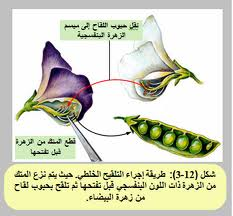 نقل حبوب اللقاح إلى ميسم
الزهرة البنفسجية
قطع المتك من الزهرة
قبل تفتحها
شكل (12-3): طريقة إجراء التلقيح الخلطي. حيث يتم نزع المتك
من الزهرة ذات اللون البنفسجي قبل تفتحها ثم تلقح بحبوب لقاح
من زهرة البيضاء.